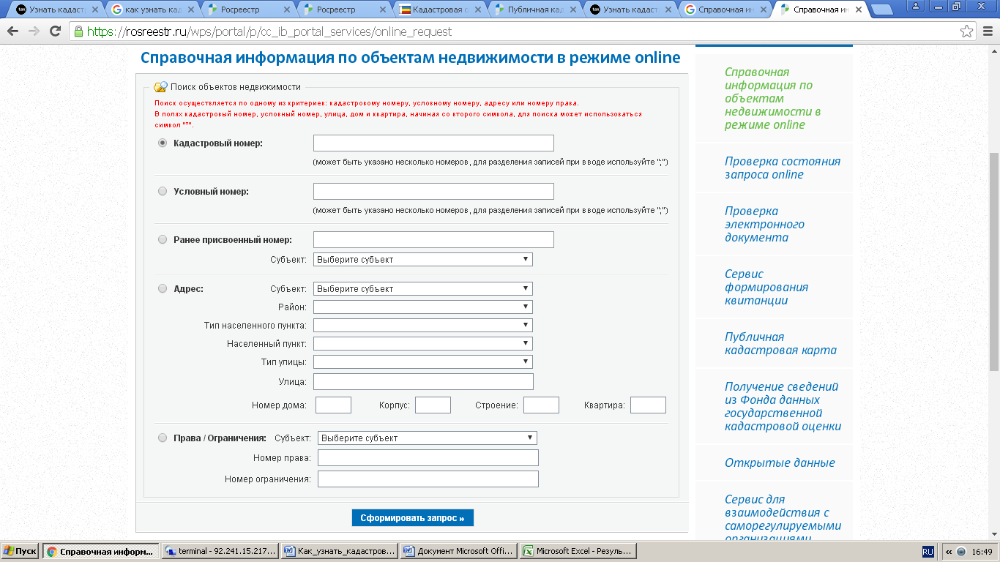 Узнать кадаст
как узнать кад
Росреестр
Росреестр
Кадастровая с
Публичная кад
Узнать кадаст
Справочная ин
Справочная ин
https://rosreestr.ru/wps/portal/p/cc_ib_portal_services/online_request
Справочная информация по объектам недвижимости в режиме online
Поиск объектов недвижимости
Поиск осуществляется по одному из критериев: кадастровому номеру, условному номеру, адресу или номеру права.
В полях кадастровый номер, условный номер, улица, дом и квартира, начиная со второго символа, для поиска может использоваться
символ "*".
Кадастровый номер:
(может быть указано несколько номеров, для разделения записей при вводе используйте ";")
Условный номер:
(может быть указано несколько номеров, для разделения записей при вводе используйте ";")
Ранее присвоенный номер:
Субъект: Выберите субъект
Адрес: Субъект: Выберите субъект
Район:
Тип населенного пункта:
Населенный пункт:
Тип улицы:
Улица:
Номер дома: Корпус: Строение: Квартира:
Права / Ограничения: Субъект: Выберите субъект
Номер права:
Номер ограничения:
Сформировать запрос »
Справочная
информация по
объектам
недвижимости в
режиме online
Проверка состояния
запроса online
Проверка
электронного
документа
Сервис
формирования
квитанции
Публичная
кадастровая карта
Получение сведений
из Фонда данных
государственной
кадастровой оценки
Открытые данные
Сервис для
взаимодействия с
саморегулируемыми
организациями
Пуск
Справочная информ...
terminal - 92.241.15.217...
Как_узнать_кадастров...
Документ Microsoft Offi...
Microsoft Excel - Резуль...
RU
«
16:49